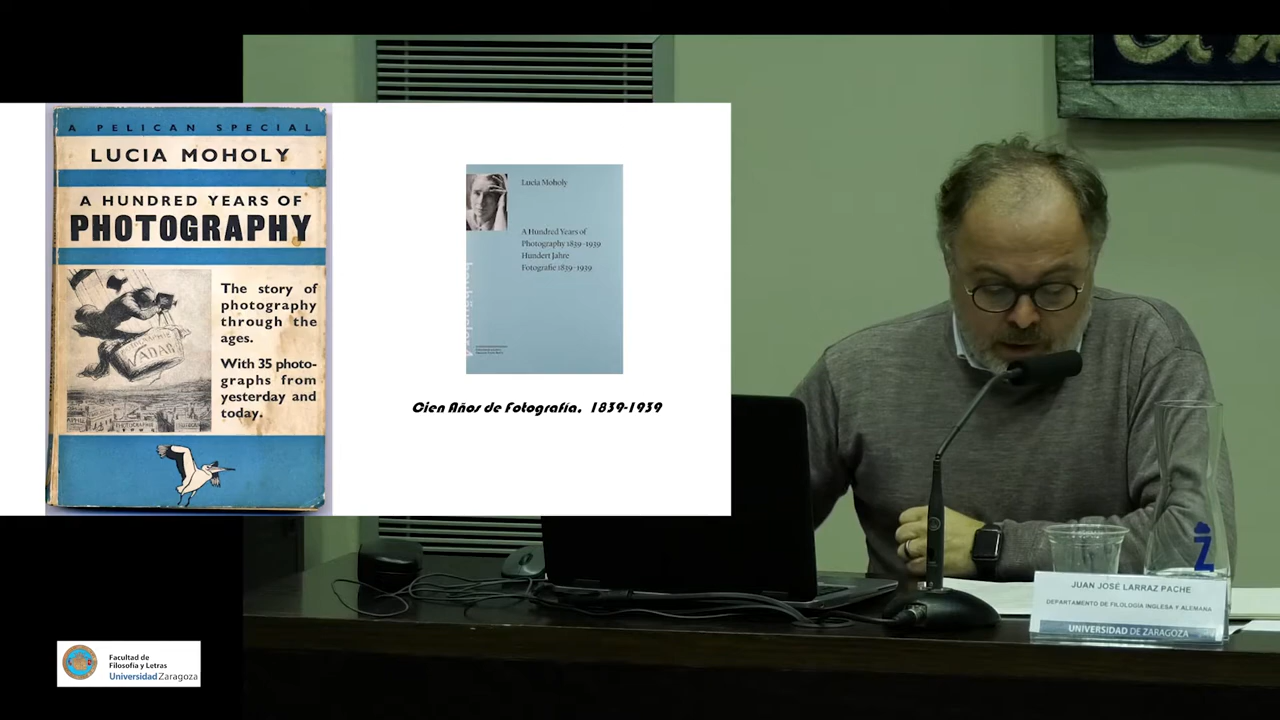 A PELICAN SPECIAL
LUCIA MOHOLY
A HUNDRED YEARS OF
PHOTOGRAPHY
The story of
photography
through the
ages.
With 35 photo-
graphs from
yesterday and
today.
NADAR
Lucia Moholy
A Hundred Years of
Photography 1839–1939
Hundert Jahre
Fotografie 1839–1939
Cien Años de Fotografía, 1839-1939
Z
JUAN JOSÉ LARRAZ PACHE
DEPARTAMENTO DE FILOLOGÍA INGLESA Y ALEMANA
UNIVERSIDAD DE ZARAGOZA
Facultad de
Filosofía y Letras
Universidad Zaragoza